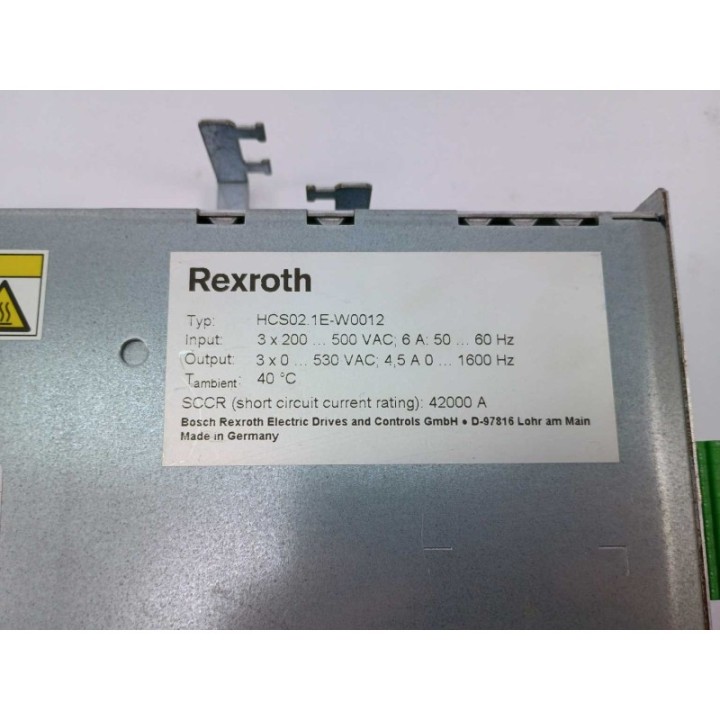 Rexroth
Typ: HCS02.1E-W0012
Input: 3 x 200 ... 500 VAC; 6 A: 50 ... 60 Hz
Output: 3 x 0 ... 530 VAC; 4,5 A 0 ... 1600 Hz
Tambient: 40 °C
SCCR (short circuit current rating): 42000 A
Bosch Rexroth Electric Drives and Controls GmbH • D-97816 Lohr am Main
Made in Germany